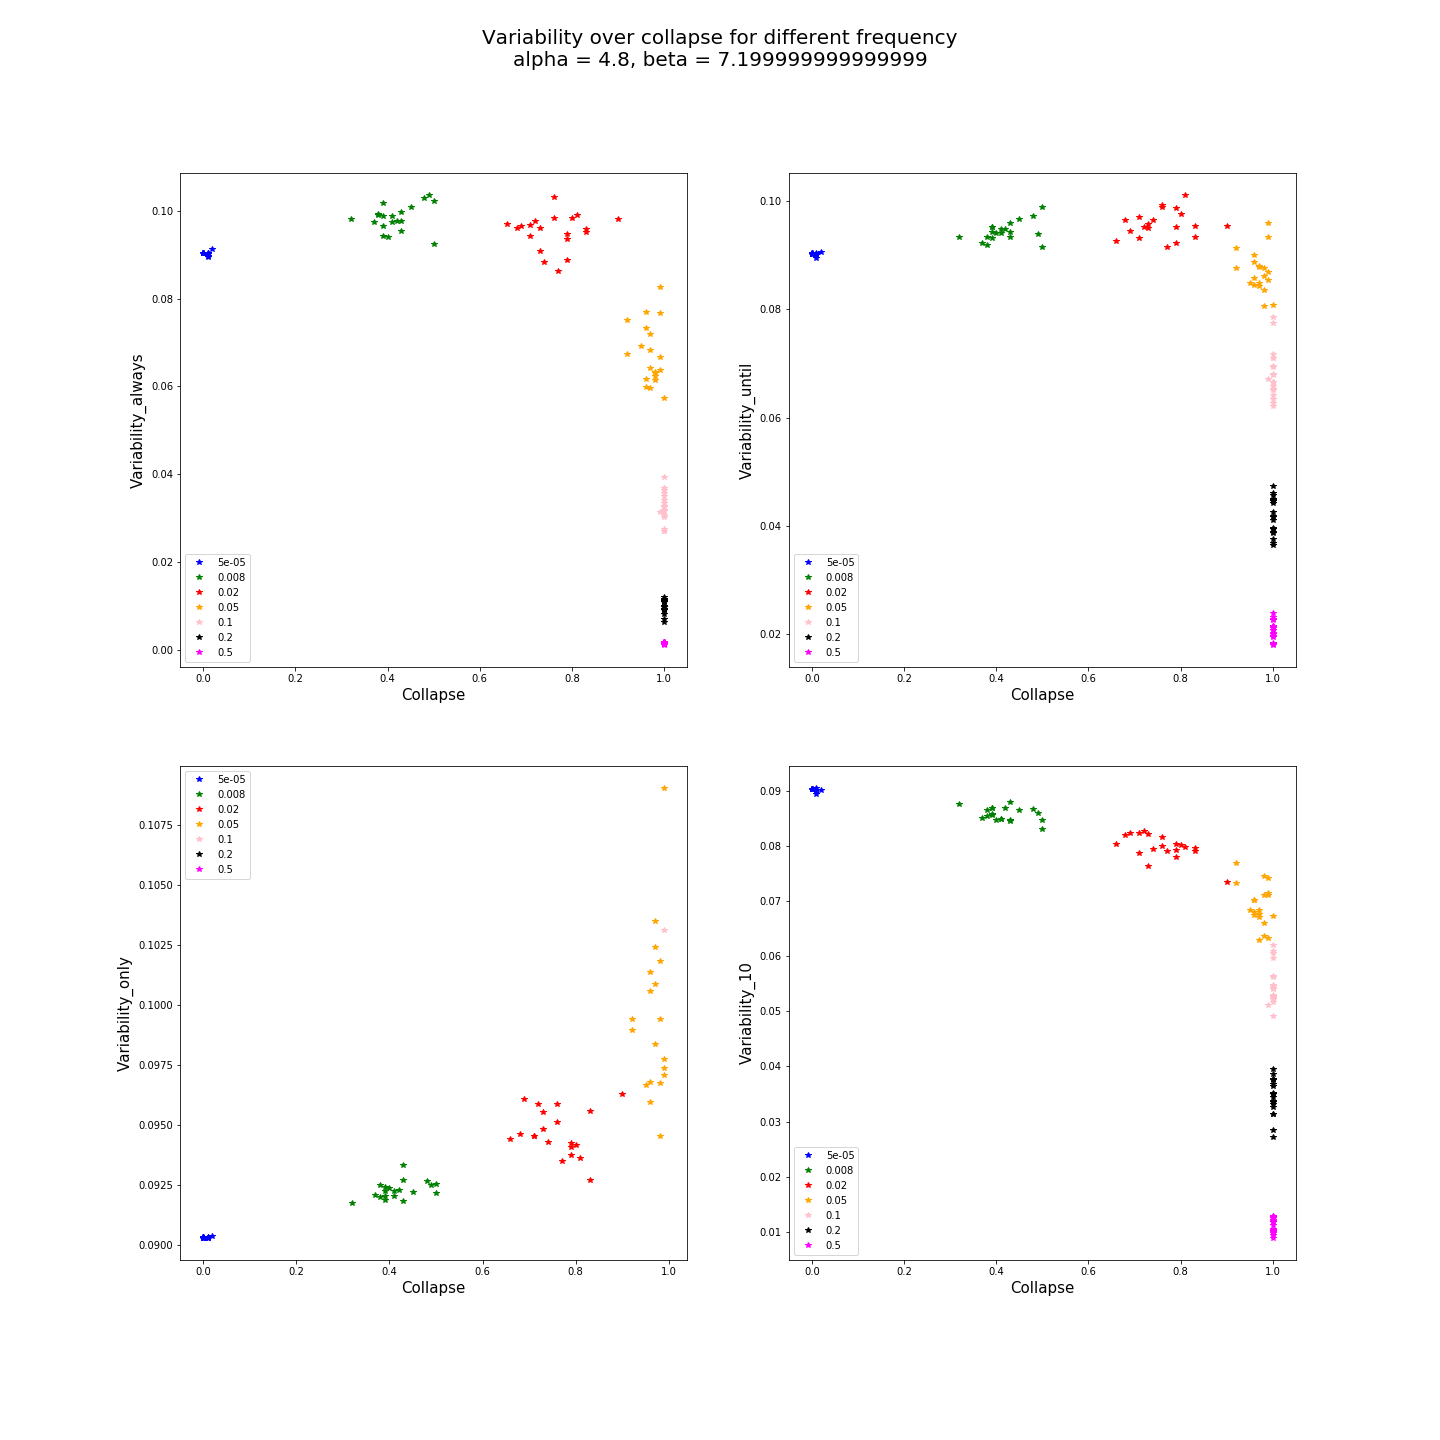 Variability over collapse for different frequency
alpha = 4.8, beta = 7.199999999999999
0.10
0.08
0.06
0.04
0.02
0.00
Variability_always
5e-05
0.008
0.02
0.05
0.1
0.2
0.5
0.0 0.2 0.4 0.6 0.8 1.0
Collapse
0.10
0.08
0.06
0.04
0.02
Variability_until
5e-05
0.008
0.02
0.05
0.1
0.2
0.5
0.0 0.2 0.4 0.6 0.8 1.0
Collapse
5e-05
0.008
0.02
0.05
0.1
0.2
0.5
0.1075
0.1050
0.1025
0.1000
0.0975
0.0950
0.0925
0.0900
Variability_only
0.0 0.2 0.4 0.6 0.8 1.0
Collapse
0.09
0.08
0.07
0.06
0.05
0.04
0.03
0.02
0.01
Variability_10
5e-05
0.008
0.02
0.05
0.1
0.2
0.5
0.0 0.2 0.4 0.6 0.8 1.0
Collapse